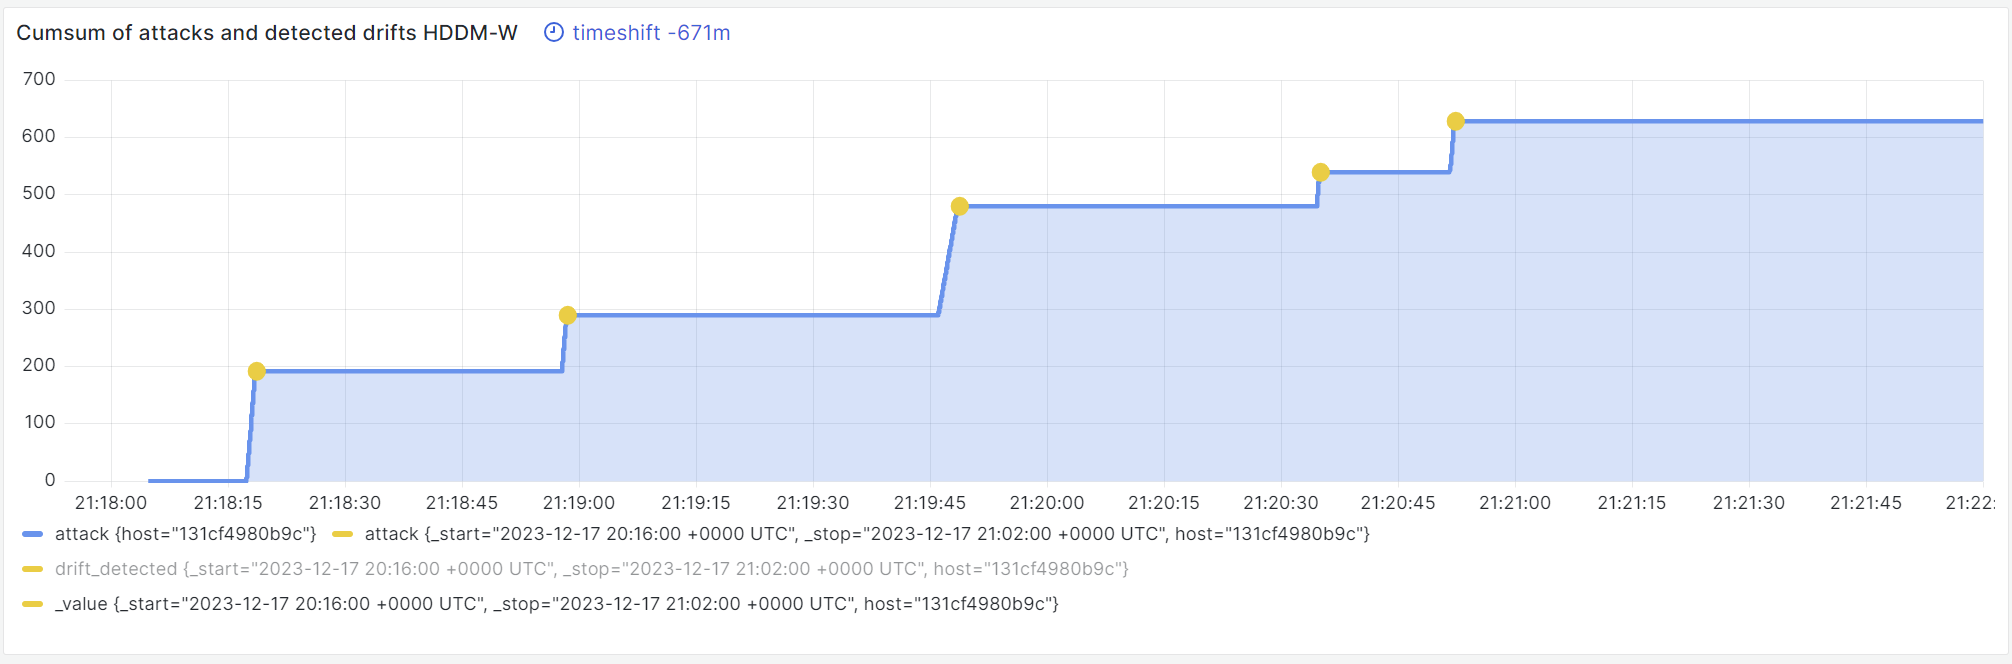 Cumsum of attacks and detected drifts HDDM-W timeshift -671m
700
600
500
400
300
200
100
0
21:18:00 21:18:15 21:18:30 21:18:45 21:19:00 21:19:15 21:19:30 21:19:45 21:20:00 21:20:15 21:20:30 21:20:45 21:21:00 21:21:15 21:21:30 21:21:45 21:22:
attack {host="131cf4980b9c"} attack {_start="2023-12-17 20:16:00 +0000 UTC", _stop="2023-12-17 21:02:00 +0000 UTC", host="131cf4980b9c"}
drift_detected {_start="2023-12-17 20:16:00 +0000 UTC", _stop="2023-12-17 21:02:00 +0000 UTC", host="131cf4980b9c"}
_value {_start="2023-12-17 20:16:00 +0000 UTC", _stop="2023-12-17 21:02:00 +0000 UTC", host="131cf4980b9c"}